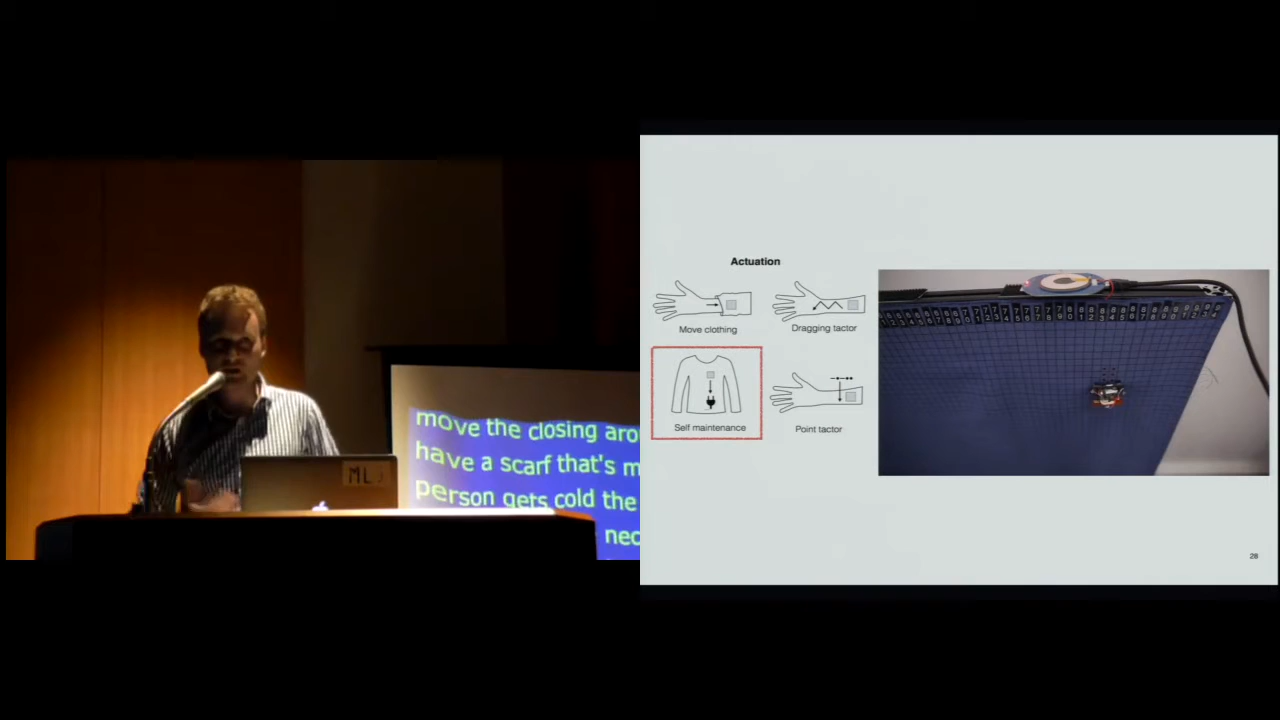 move the closing aro
have a scarf that's m
person gets cold the
nec
ML
Actuation
Move clothing
Dragging tactor
Self maintenance
Point tactor
28